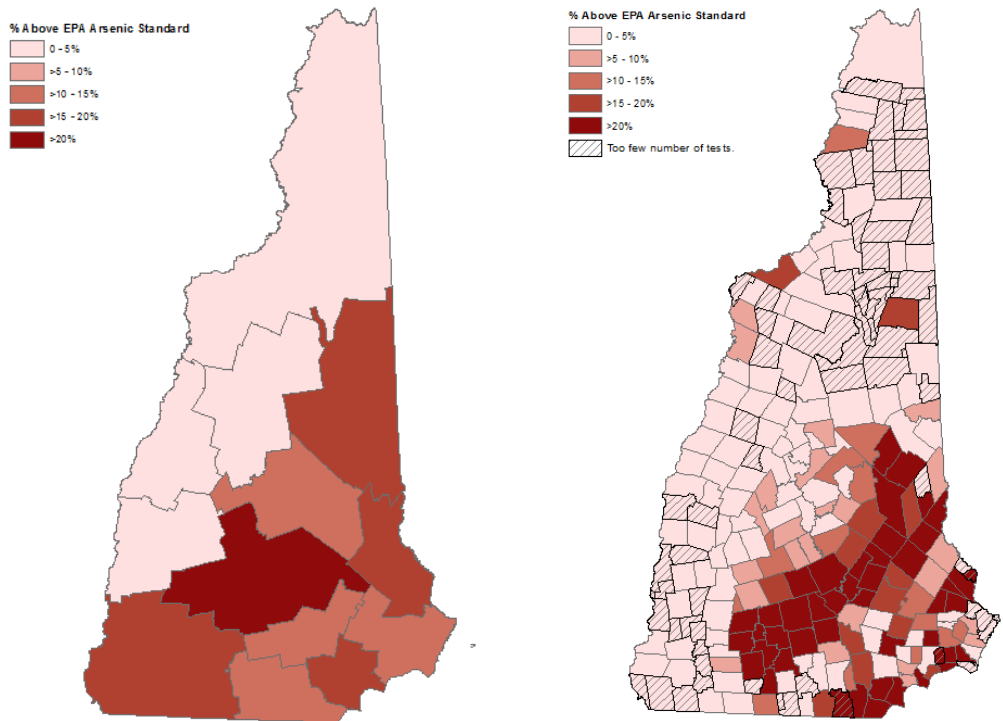 % Above EPA Arsenic Standard
0 - 5%
>5 - 10%
>10 - 15%
>15 - 20%
>20%
% Above EPA Arsenic Standard
0 - 5%
>5 - 10%
>10 - 15%
>15 - 20%
>20%
Too few number of tests.